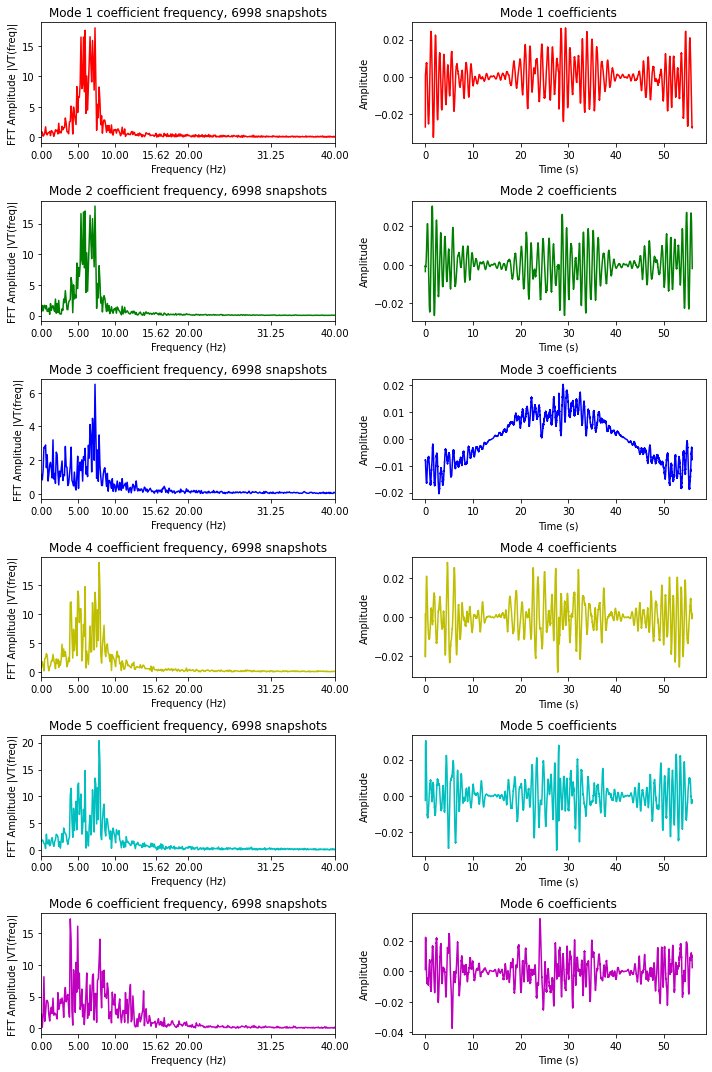 Mode 1 coefficient frequency, 6998 snapshots
FFT Amplitude |VT(freq)|
15
10
5
0
0.00 5.00 10.00 15.62 20.00 31.25 40.00
Frequency (Hz)
Mode 1 coefficients
Amplitude
0.02
0.00
−0.02
0 10 20 30 40 50
Time (s)
Mode 2 coefficient frequency, 6998 snapshots
FFT Amplitude |VT(freq)|
15
10
5
0
0.00 5.00 10.00 15.62 20.00 31.25 40.00
Frequency (Hz)
Mode 2 coefficients
Amplitude
0.02
0.00
−0.02
0 10 20 30 40 50
Time (s)
Mode 3 coefficient frequency, 6998 snapshots
FFT Amplitude |VT(freq)|
6
4
2
0
0.00 5.00 10.00 15.62 20.00 31.25 40.00
Frequency (Hz)
Mode 3 coefficients
Amplitude
0.02
0.01
0.00
−0.01
−0.02
0 10 20 30 40 50
Time (s)
Mode 4 coefficient frequency, 6998 snapshots
FFT Amplitude |VT(freq)|
15
10
5
0
0.00 5.00 10.00 15.62 20.00 31.25 40.00
Frequency (Hz)
Mode 4 coefficients
Amplitude
0.02
0.00
−0.02
0 10 20 30 40 50
Time (s)
Mode 5 coefficient frequency, 6998 snapshots
FFT Amplitude |VT(freq)|
20
15
10
5
0
0.00 5.00 10.00 15.62 20.00 31.25 40.00
Frequency (Hz)
Mode 5 coefficients
Amplitude
0.02
0.00
−0.02
0 10 20 30 40 50
Time (s)
Mode 6 coefficient frequency, 6998 snapshots
FFT Amplitude |VT(freq)|
15
10
5
0
0.00 5.00 10.00 15.62 20.00 31.25 40.00
Frequency (Hz)
Mode 6 coefficients
Amplitude
0.02
0.00
−0.02
−0.04
0 10 20 30 40 50
Time (s)